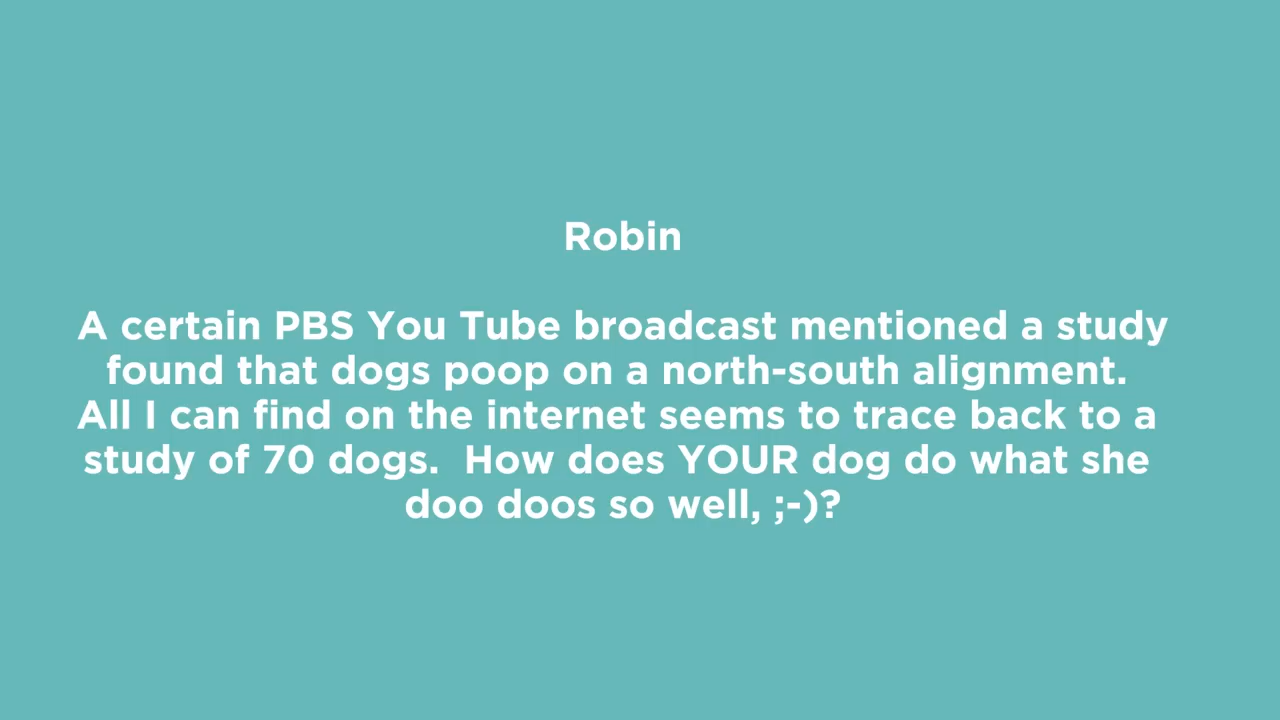 Robin
A certain PBS You Tube broadcast mentioned a study
found that dogs poop on a north-south alignment.
All I can find on the internet seems to trace back to a
study of 70 dogs.  How does YOUR dog do what she
doo doos so well, ;-)?